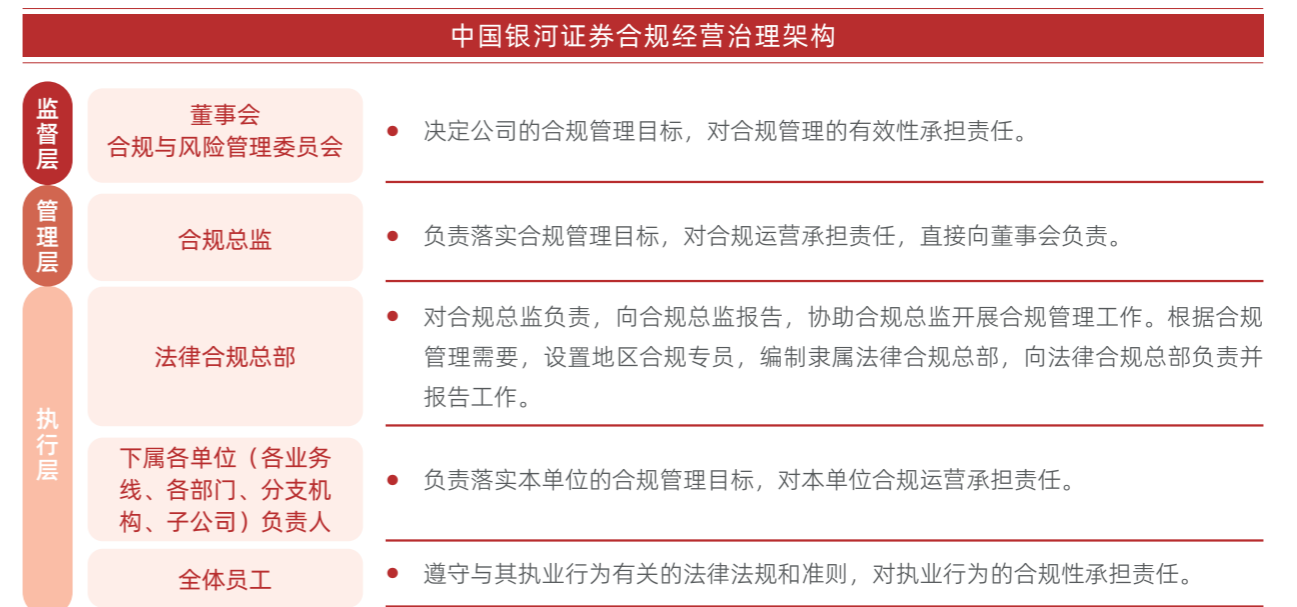 中国银河证券合规经营治理架构
监督层
董事会
合规与风险管理委员会
决定公司的合规管理目标，对合规管理的有效性承担责任。
管理层
合规总监
负责落实合规管理目标，对合规运营承担责任，直接向董事会负责。
执行层
法律合规总部
对合规总监负责，向合规总监报告，协助合规总监开展合规管理工作。根据合规
管理需要，设置地区合规专员，编制隶属法律合规总部，向法律合规总部负责并
报告工作。
下属各单位（各业务
线、各部门、分支机
构、子公司）负责人
负责落实本单位的合规管理目标，对本单位合规运营承担责任。
全体员工
遵守与其执业行为有关的法律法规和准则，对执业行为的合规性承担责任。